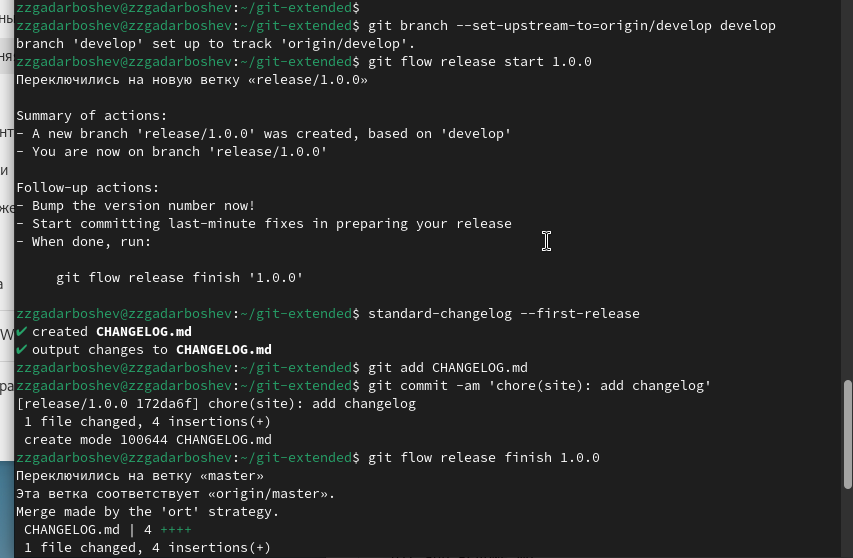 zzgadarboshev@zzgadarboshev:~/git-extended$
zzgadarboshev@zzgadarboshev:~/git-extended$ git branch --set-upstream-to=origin/develop develop
branch 'develop' set up to track 'origin/develop'.
zzgadarboshev@zzgadarboshev:~/git-extended$ git flow release start 1.0.0
Переключились на новую ветку «release/1.0.0»
Summary of actions:
- A new branch 'release/1.0.0' was created, based on 'develop'
- You are now on branch 'release/1.0.0'
Follow-up actions:
- Bump the version number now!
- Start committing last-minute fixes in preparing your release
- When done, run:
git flow release finish '1.0.0'
zzgadarboshev@zzgadarboshev:~/git-extended$ standard-changelog --first-release
✔ created CHANGELOG.md
✔ output changes to CHANGELOG.md
zzgadarboshev@zzgadarboshev:~/git-extended$ git add CHANGELOG.md
zzgadarboshev@zzgadarboshev:~/git-extended$ git commit -am 'chore(site): add changelog'
[release/1.0.0 172da6f] chore(site): add changelog
1 file changed, 4 insertions(+)
create mode 100644 CHANGELOG.md
zzgadarboshev@zzgadarboshev:~/git-extended$ git flow release finish 1.0.0
Переключились на ветку «master»
Эта ветка соответствует «origin/master».
Merge made by the 'ort' strategy.
CHANGELOG.md | 4 ++++
1 file changed, 4 insertions(+)